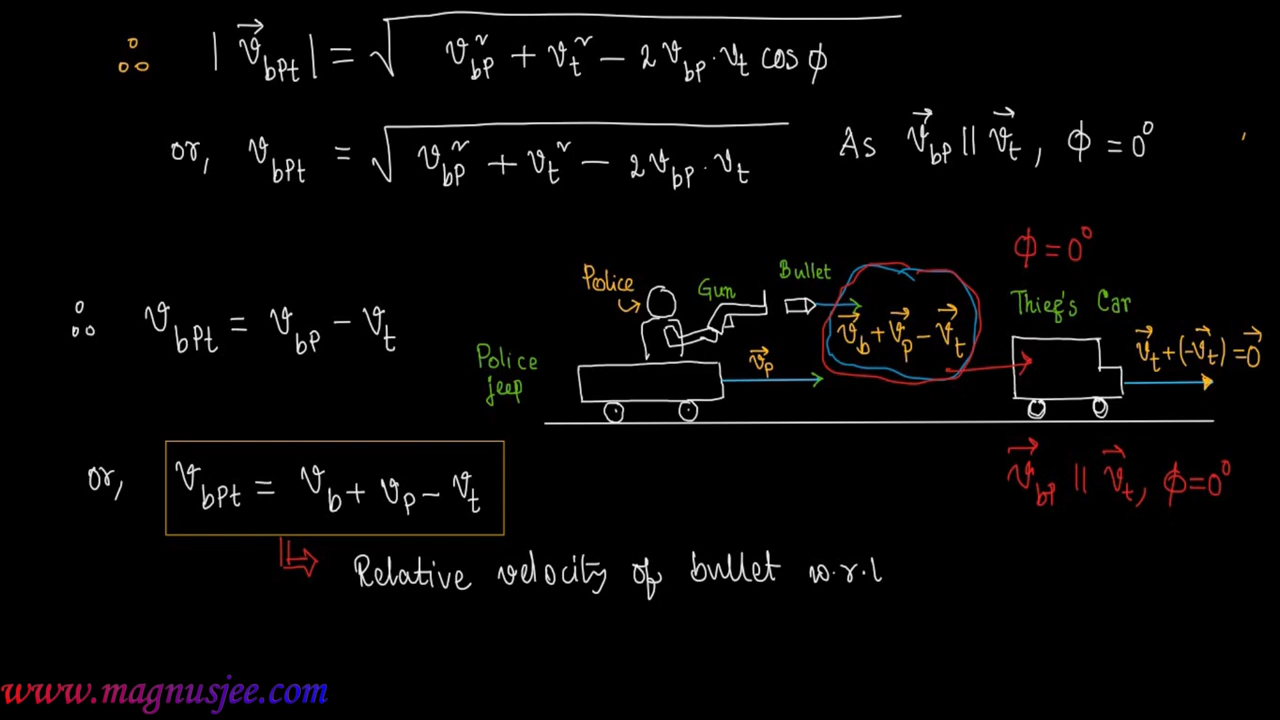 ∴ |v⃗bPt| = √(vbP² + vt² − 2vbP·vt cos ϕ)
or, vbPt = √(vbP² + vt² − 2vbP·vt) As v⃗bP || v⃗t, ϕ = 0°
ϕ = 0°
Police
Gun
Bullet
Thief's Car
∴ vbPt = vbP − vt
v⃗b + v⃗p − v⃗t
v⃗t + (−v⃗t) = 0⃗
Police
jeep
v⃗p
v⃗bP || v⃗t, ϕ = 0°
or, vbPt = vb + vp − vt
Relative velocity of bullet w.r.
www.magnusjee.com